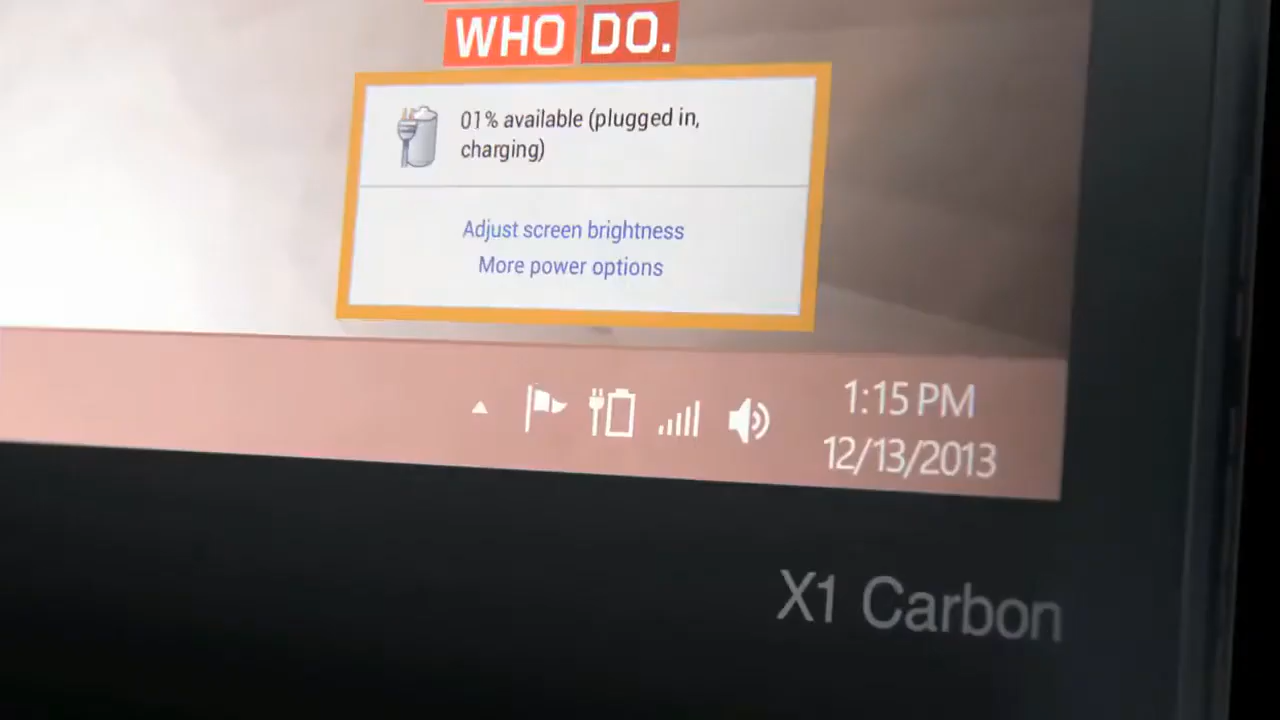 WHO DO.
01% available (plugged in,
charging)
Adjust screen brightness
More power options
1:15 PM
12/13/2013
X1 Carbon